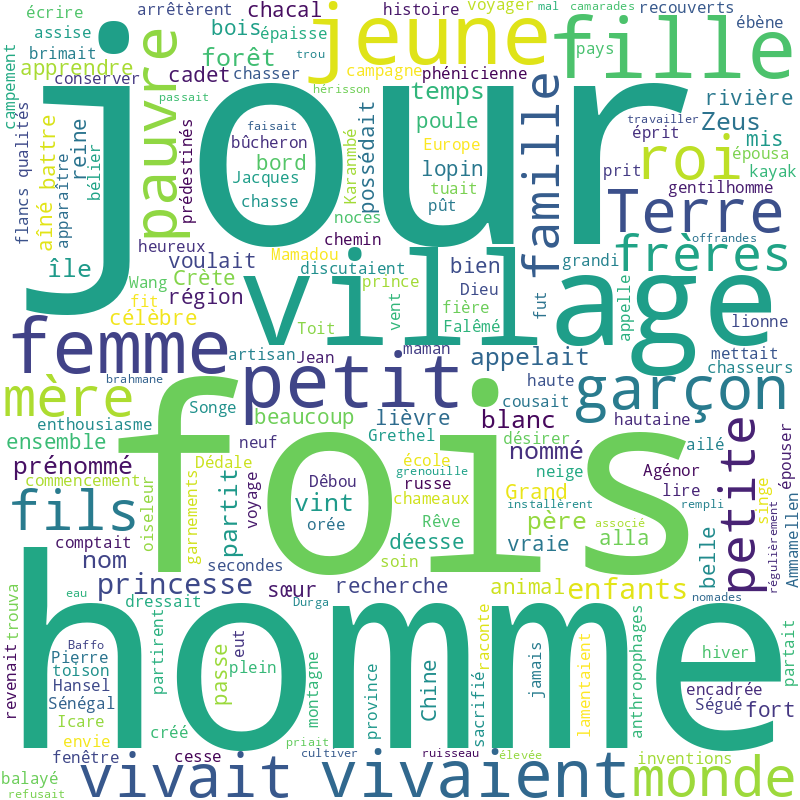 écrire
arrêtèrent
chacal
histoire
voyager
mal
camarades
recouverts
ébène
assise
bois
épaisse
jeune
trou
pays
fille
brimait
forêt
campement
apprendre
conserver
cadet
chasser
campagne
phénicienne
hérisson
jour
pauvre
passait
faisait
temps
famille
rivière
travailler
Zeus
mis
flancs
qualités
aîné
battre
apparaître
reine
bélier
prédestinés
bûcheron
bord
Jacques
chasse
Karanmbé
possédait
poule
Europe
lopin
tuait
pût
éprit
prit
roi
épousa
kayak
gentilhomme
Terre
noces
île
heureux
voulait
Mamadou
chemin
discutaient
bien
grandi
frères
offrandes
Wang
Crète
région
fit
célèbre
prince
vent
Dieu
fière
Falêmé
fut
appelle
lionne
Toit
village
femme
artisan
Jean
maman
appelait
haute
mettait
chasseurs
brahmane
petit
cousait
garçon
mère
Songe
beaucoup
lièvre
blanc
hautaine
enthousiasme
ensemble
neuf
Grethel
désirer
nommé
ailé
petite
prénommé
commencement
Dédale
fois
école
grenouille
russe
neige
Agénor
lire
épouser
oiseleur
garnements
partit
voyage
Dêbou
chameaux
installèrent
Grand
rempli
singe
fils
vint
orée
Rêve
père
associé
régulièrement
Ammamellen
comptait
déesse
vraie
alla
belle
nom
secondes
princesse
sœur
recherche
soin
animal
enfants
nomades
trouva
eau
dressait
Durga
homme
revenait
Baffo
Pierre
toison
Hansel
Sénégal
Icare
partirent
passe
eut
plein
montagne
province
Chine
sacrifié
raconte
jamais
lamentaient
anthropophages
hiver
partait
encadrée
Ségué
fort
envie
créé
priait
fenêtre
cesse
cultiver
ruisseau
élevée
inventions
balayé
refusait
vivait
vivaient
monde